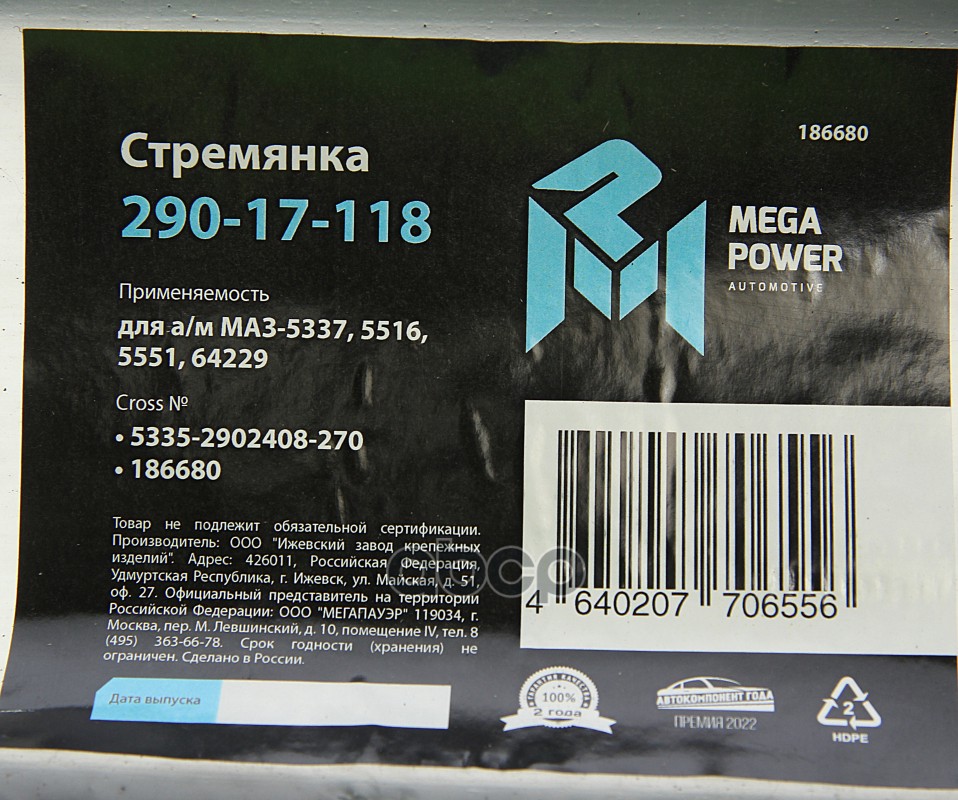 186680
Стремянка
290-17-118
MEGA
POWER
AUTOMOTIVE
Применяемость
для а/м МАЗ-5337, 5516,
5551, 64229
Cross №
• 5335-2902408-270
• 186680
Товар не подлежит обязательной сертификации.
Производитель: ООО "Ижевский завод крепежных
изделий". Адрес: 426011, Российская Федерация,
Удмуртская Республика, г. Ижевск, ул. Майская, д. 51,
оф. 27. Официальный представитель на территории
Российской Федерации: ООО "МЕГАПАУЭР" 119034, г.
Москва, пер. М. Левшинский, д. 10, помещение IV, тел. 8
(495) 363-66-78. Срок годности (хранения) не
ограничен. Сделано в России.
4 640207 706556
Дата выпуска
ГАРАНТИЯ КАЧЕСТВА
100%
2 года
АВТОКОМПОНЕНТ ГОДА
ПРЕМИЯ 2022
2
HDPE